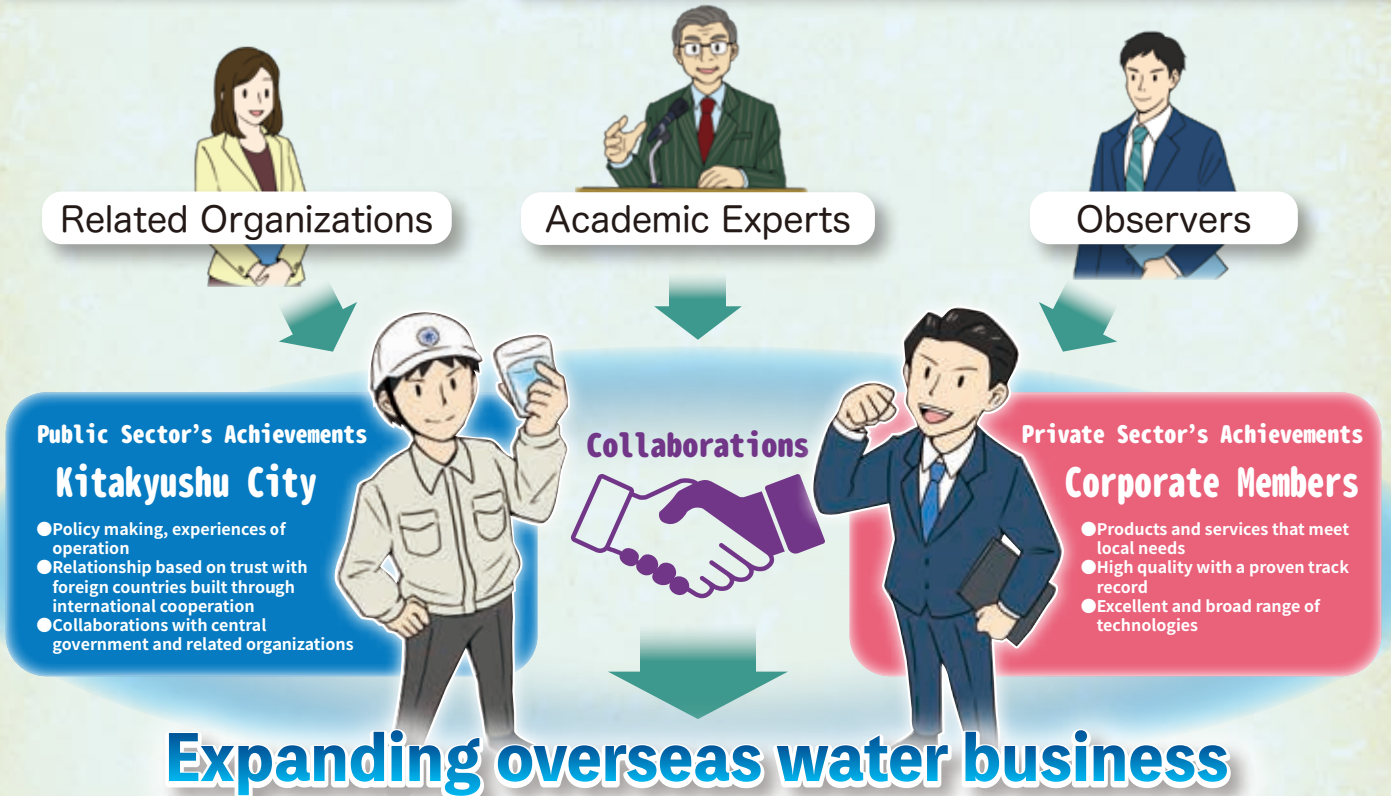 Related Organizations
Academic Experts
Observers
Public Sector's Achievements
Kitakyushu City
●Policy making, experiences of
operation
●Relationship based on trust with
foreign countries built through
international cooperation
●Collaborations with central
government and related organizations
Collaborations
Private Sector's Achievements
Corporate Members
●Products and services that meet
local needs
●High quality with a proven track
record
●Excellent and broad range of
technologies
Expanding overseas water business